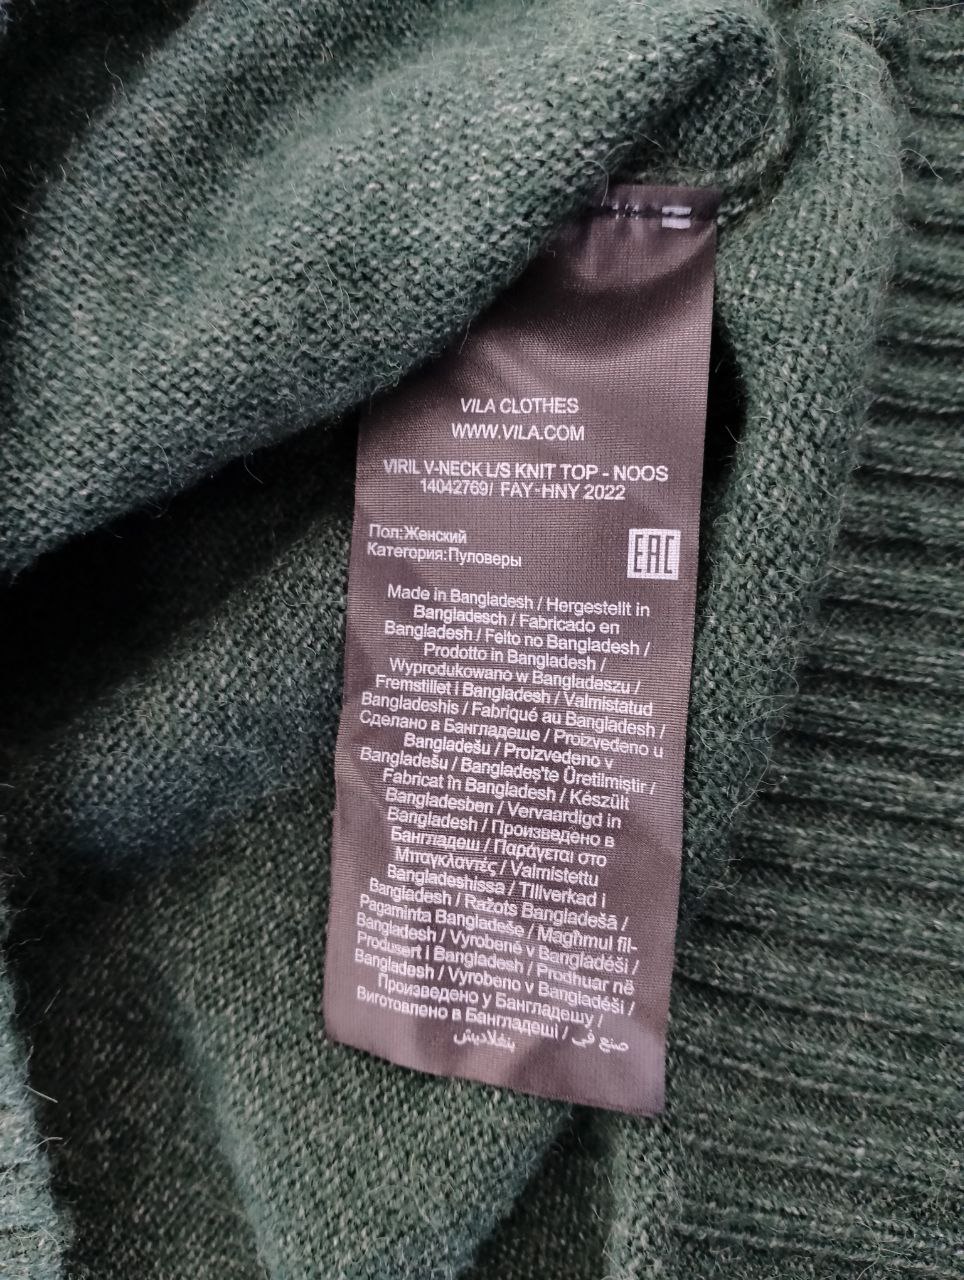 VILA CLOTHES
WWW.VILA.COM
VIRIL V-NECK L/S KNIT TOP - NOOS
14042769/ FAY-HNY 2022
Пол:Женский
Категория:Пуловеры
EAC
Made in Bangladesh / Hergestellt in
Bangladesch / Fabricado en
Bangladesh / Feito no Bangladesh /
Prodotto in Bangladesh /
Wyprodukowano w Bangladeszu /
Fremstillet i Bangladesh / Valmistatud
Bangladeshis / Fabriqué au Bangladesh /
Сделано в Бангладеше / Proizvedeno u
Bangladešu / Proizvedeno v
Bangladešu / Bangladeş'te Üretilmiştir /
Fabricat în Bangladesh / Készült
Bangladesben / Vervaardigd in
Bangladesh / Произведено в
Бангладеш / Παράγεται στο
Μπαγκλαντές / Valmistettu
Bangladeshissa / Tillverkad i
Bangladesh / Ražots Bangladešā /
Pagaminta Bangladeše / Magħmul fil-
Bangladesh / Vyrobené v Bangladéši /
Produsert i Bangladesh / Prodhuar në
Bangladesh / Vyrobeno v Bangladéši /
Произведено у Бангладешу /
Виготовлено в Бангладеші / صنع في
بنغلاديش